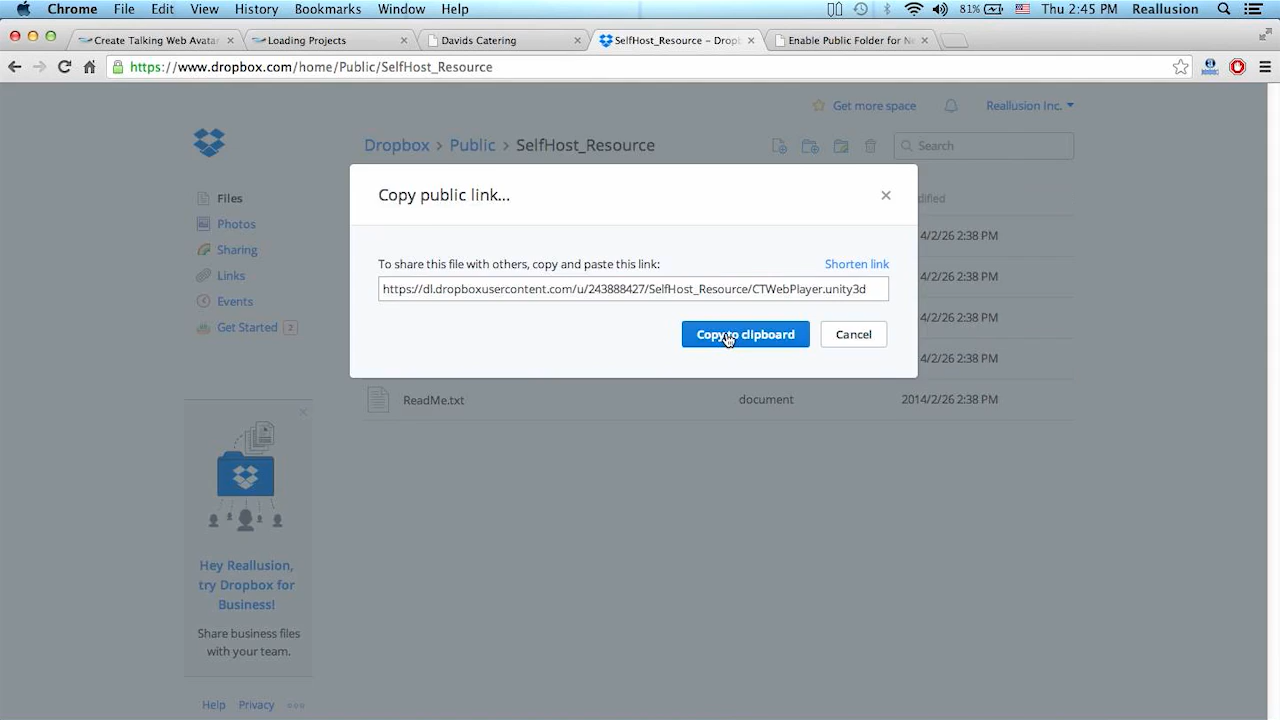 Chrome File Edit View History Bookmarks Window Help 81% Thu 2:45 PM Reallusion
Create Talking Web Avatar Loading Projects Davids Catering SelfHost_Resource – Dropb Enable Public Folder for Ne
https://www.dropbox.com/home/Public/SelfHost_Resource
Get more space Reallusion Inc.
Dropbox › Public › SelfHost_Resource Search
Copy public link...
Files
dified
Photos
4/2/26 2:38 PM
Sharing
To share this file with others, copy and paste this link: Shorten link
Links
4/2/26 2:38 PM
https://dl.dropboxusercontent.com/u/243888427/SelfHost_Resource/CTWebPlayer.unity3d
Events
4/2/26 2:38 PM
Get Started 2
Copy to clipboard Cancel
4/2/26 2:38 PM
ReadMe.txt document 2014/2/26 2:38 PM
Hey Reallusion,
try Dropbox for
Business!
Share business files
with your team.
Help Privacy